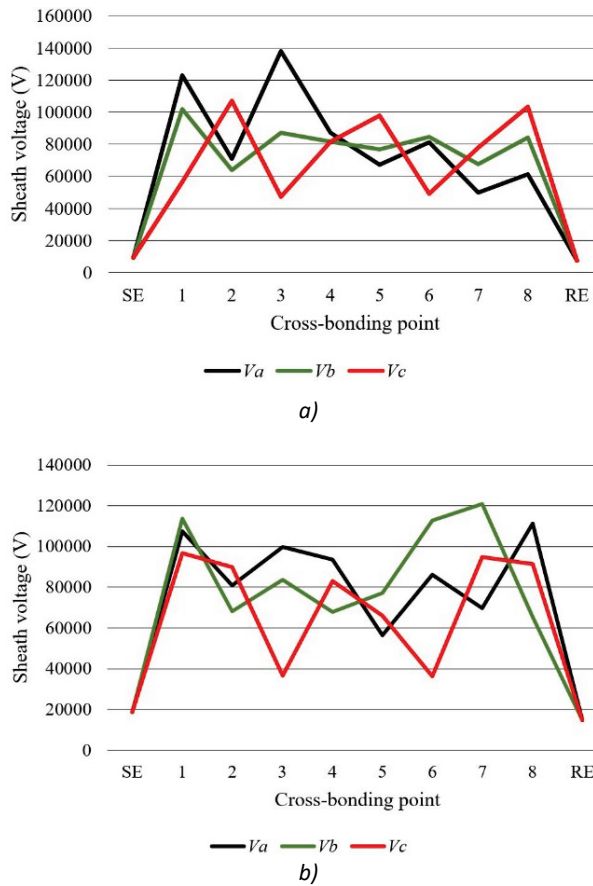 160000
140000
120000
100000
80000
60000
40000
20000
0
Sheath voltage (V)
SE 1 2 3 4 5 6 7 8 RE
Cross-bonding point
Va Vb Vc
a)
140000
120000
100000
80000
60000
40000
20000
0
Sheath voltage (V)
SE 1 2 3 4 5 6 7 8 RE
Cross-bonding point
Va Vb Vc
b)